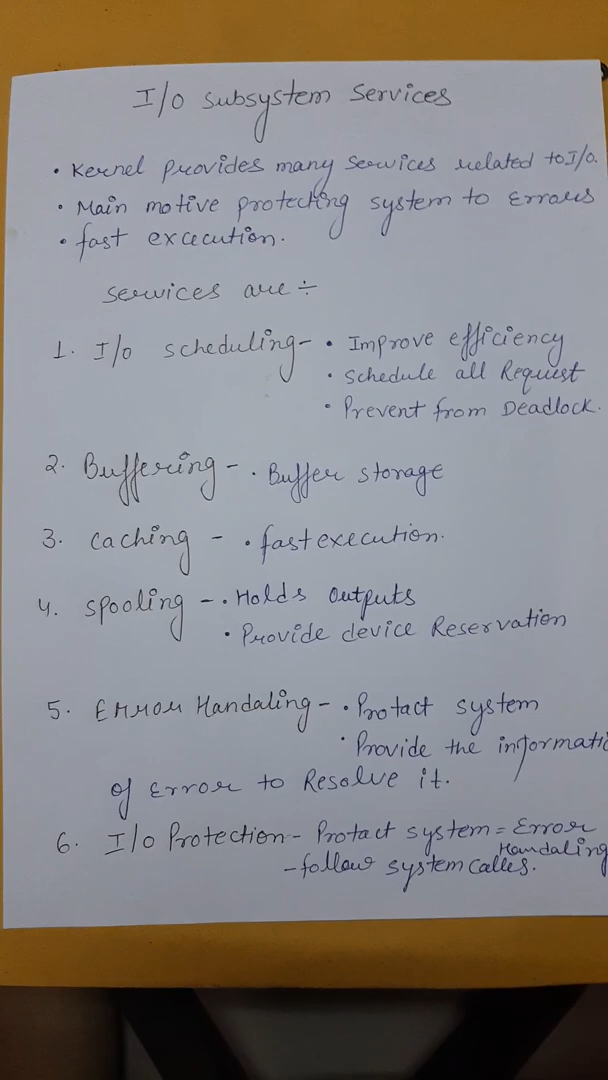 I/O Subsystem Services
• Kernel provides many services related to I/O.
• Main motive protecting system to Errors
• fast excecution.
services are ÷
1. I/o scheduling - • Improve efficiency
• Schedule all Request
• Prevent from Deadlock.
2. Buffering - • Buffer storage
3. caching - • fast execution.
4. Spooling - • Holds outputs
• Provide device Reservation
5. Error Handaling - • Protact system
• Provide the informati
of Error to Resolve it.
6. I/o Protection - Protact system = Error
Handaling
- follow system calles.